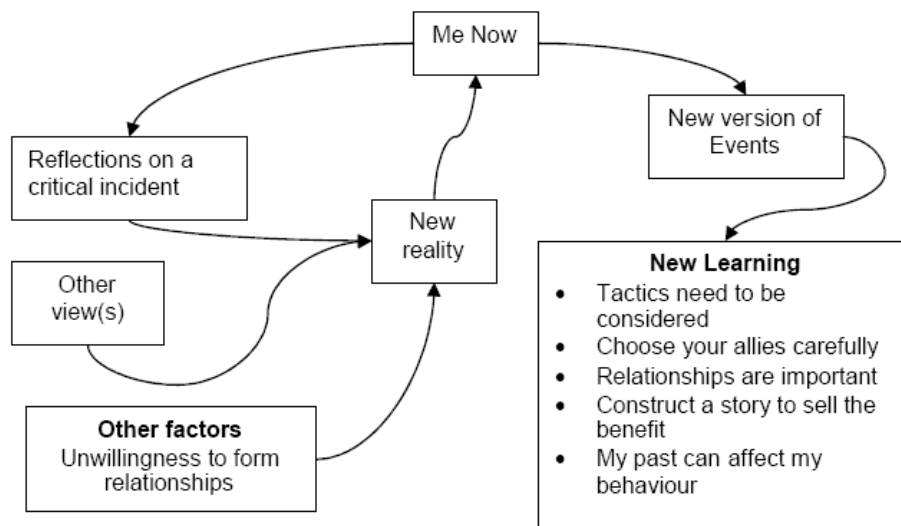 Me Now
New version of
Events
Reflections on a
critical incident
New
reality
Other
view(s)
Other factors
Unwillingness to form
relationships
New Learning
• Tactics need to be
considered
• Choose your allies carefully
• Relationships are important
• Construct a story to sell the
benefit
• My past can affect my
behaviour